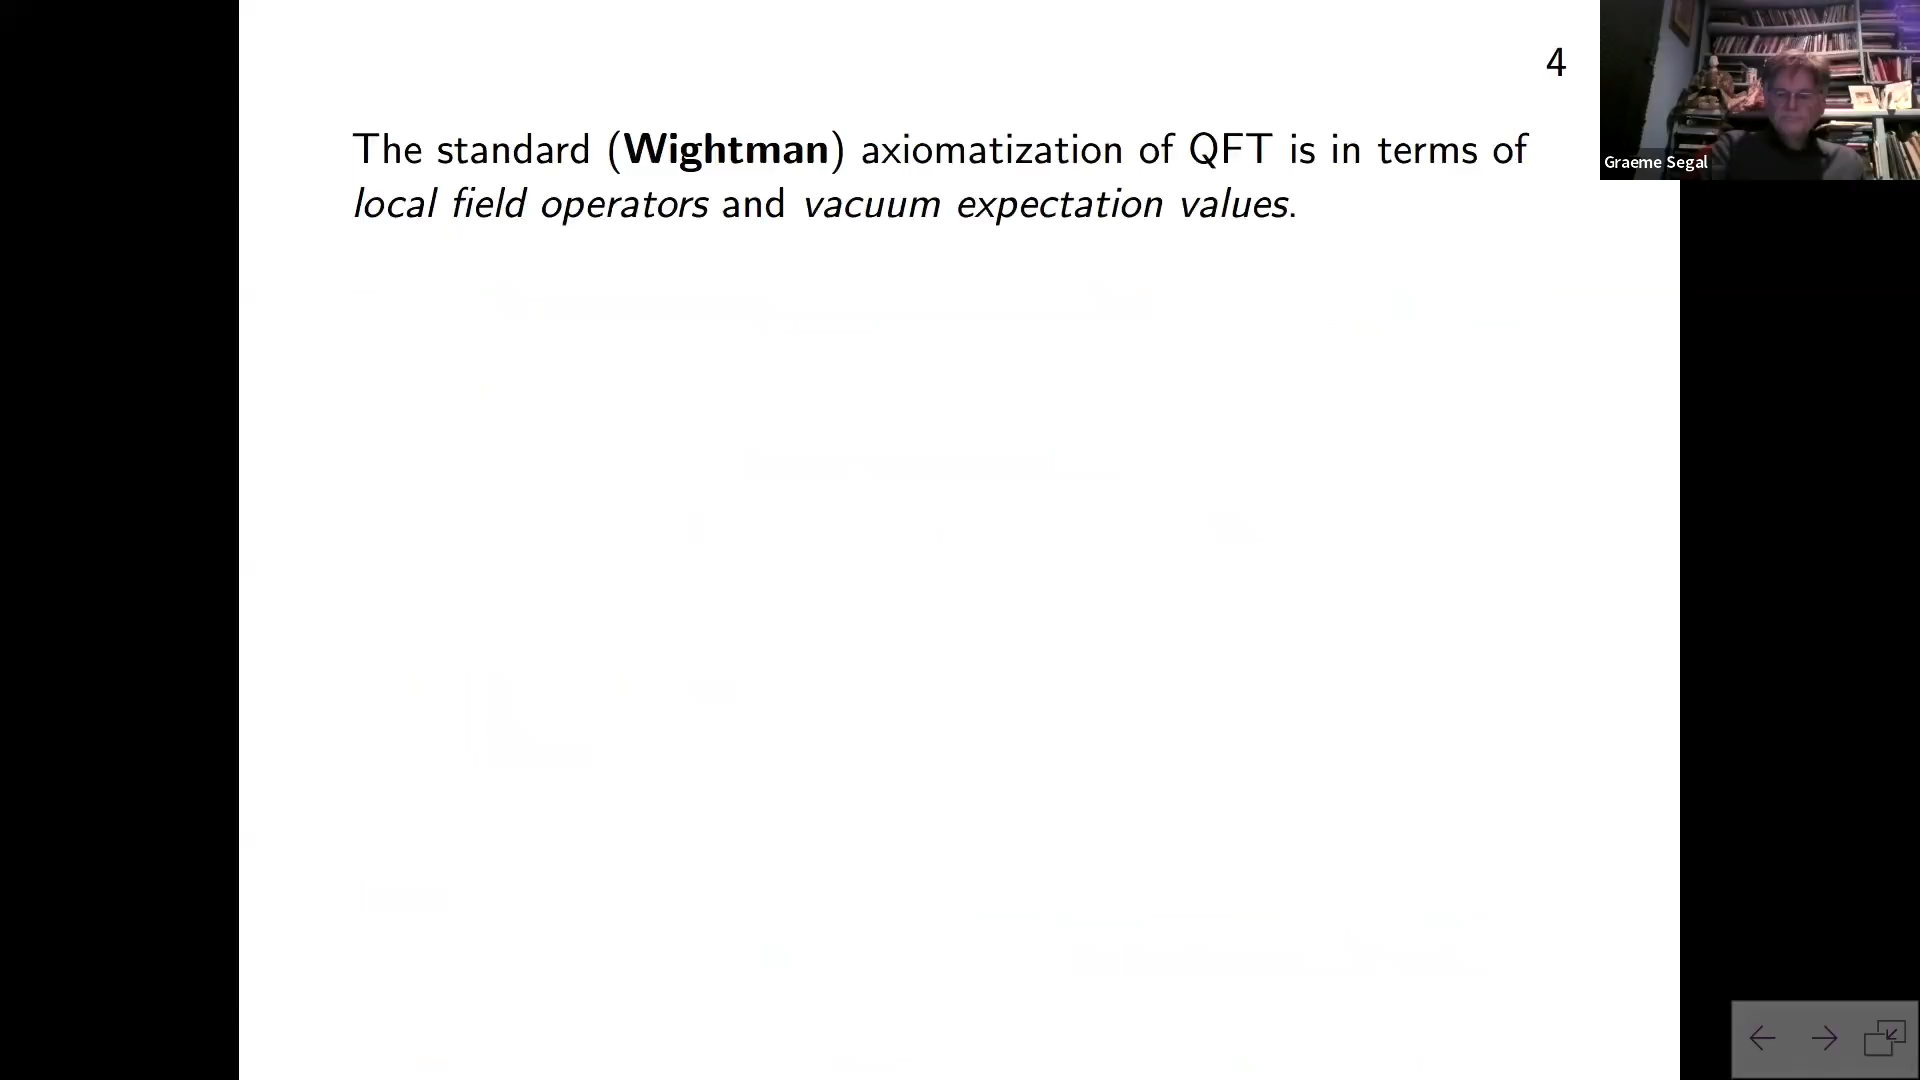 4
The standard (Wightman) axiomatization of QFT is in terms of
local field operators and vacuum expectation values.
Graeme Segal